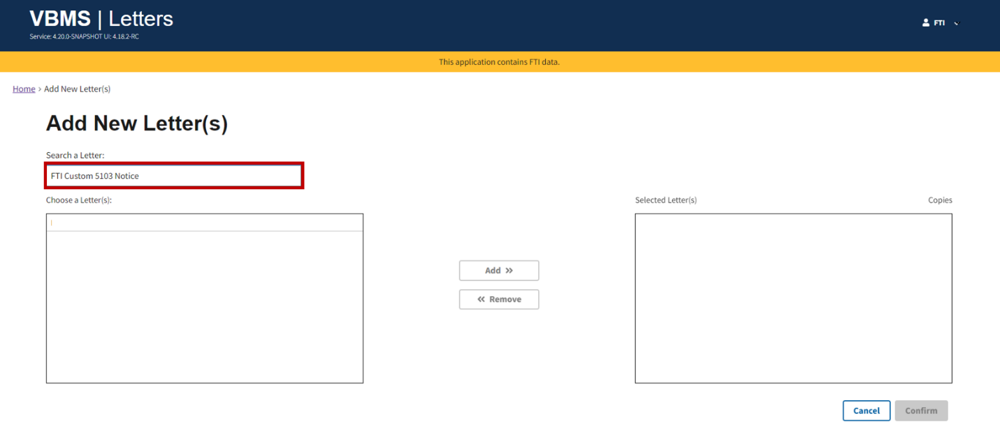 VBMS | Letters
Service: 4.20.0-SNAPSHOT UI: 4.18.2-RC
FTI
This application contains FTI data.
Home > Add New Letter(s)
Add New Letter(s)
Search a Letter:
FTI Custom 5103 Notice
Choose a Letter(s):
Selected Letter(s) Copies
Add »
« Remove
Cancel Confirm